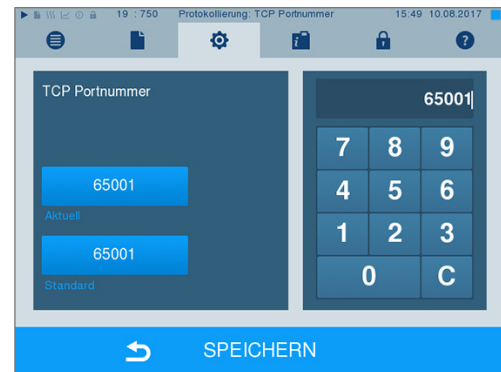 19 : 750 Protokollierung: TCP Portnummer 15:49 10.08.2017
TCP Portnummer
65001
Aktuell
65001
Standard
65001
7 8 9
4 5 6
1 2 3
0 C
SPEICHERN